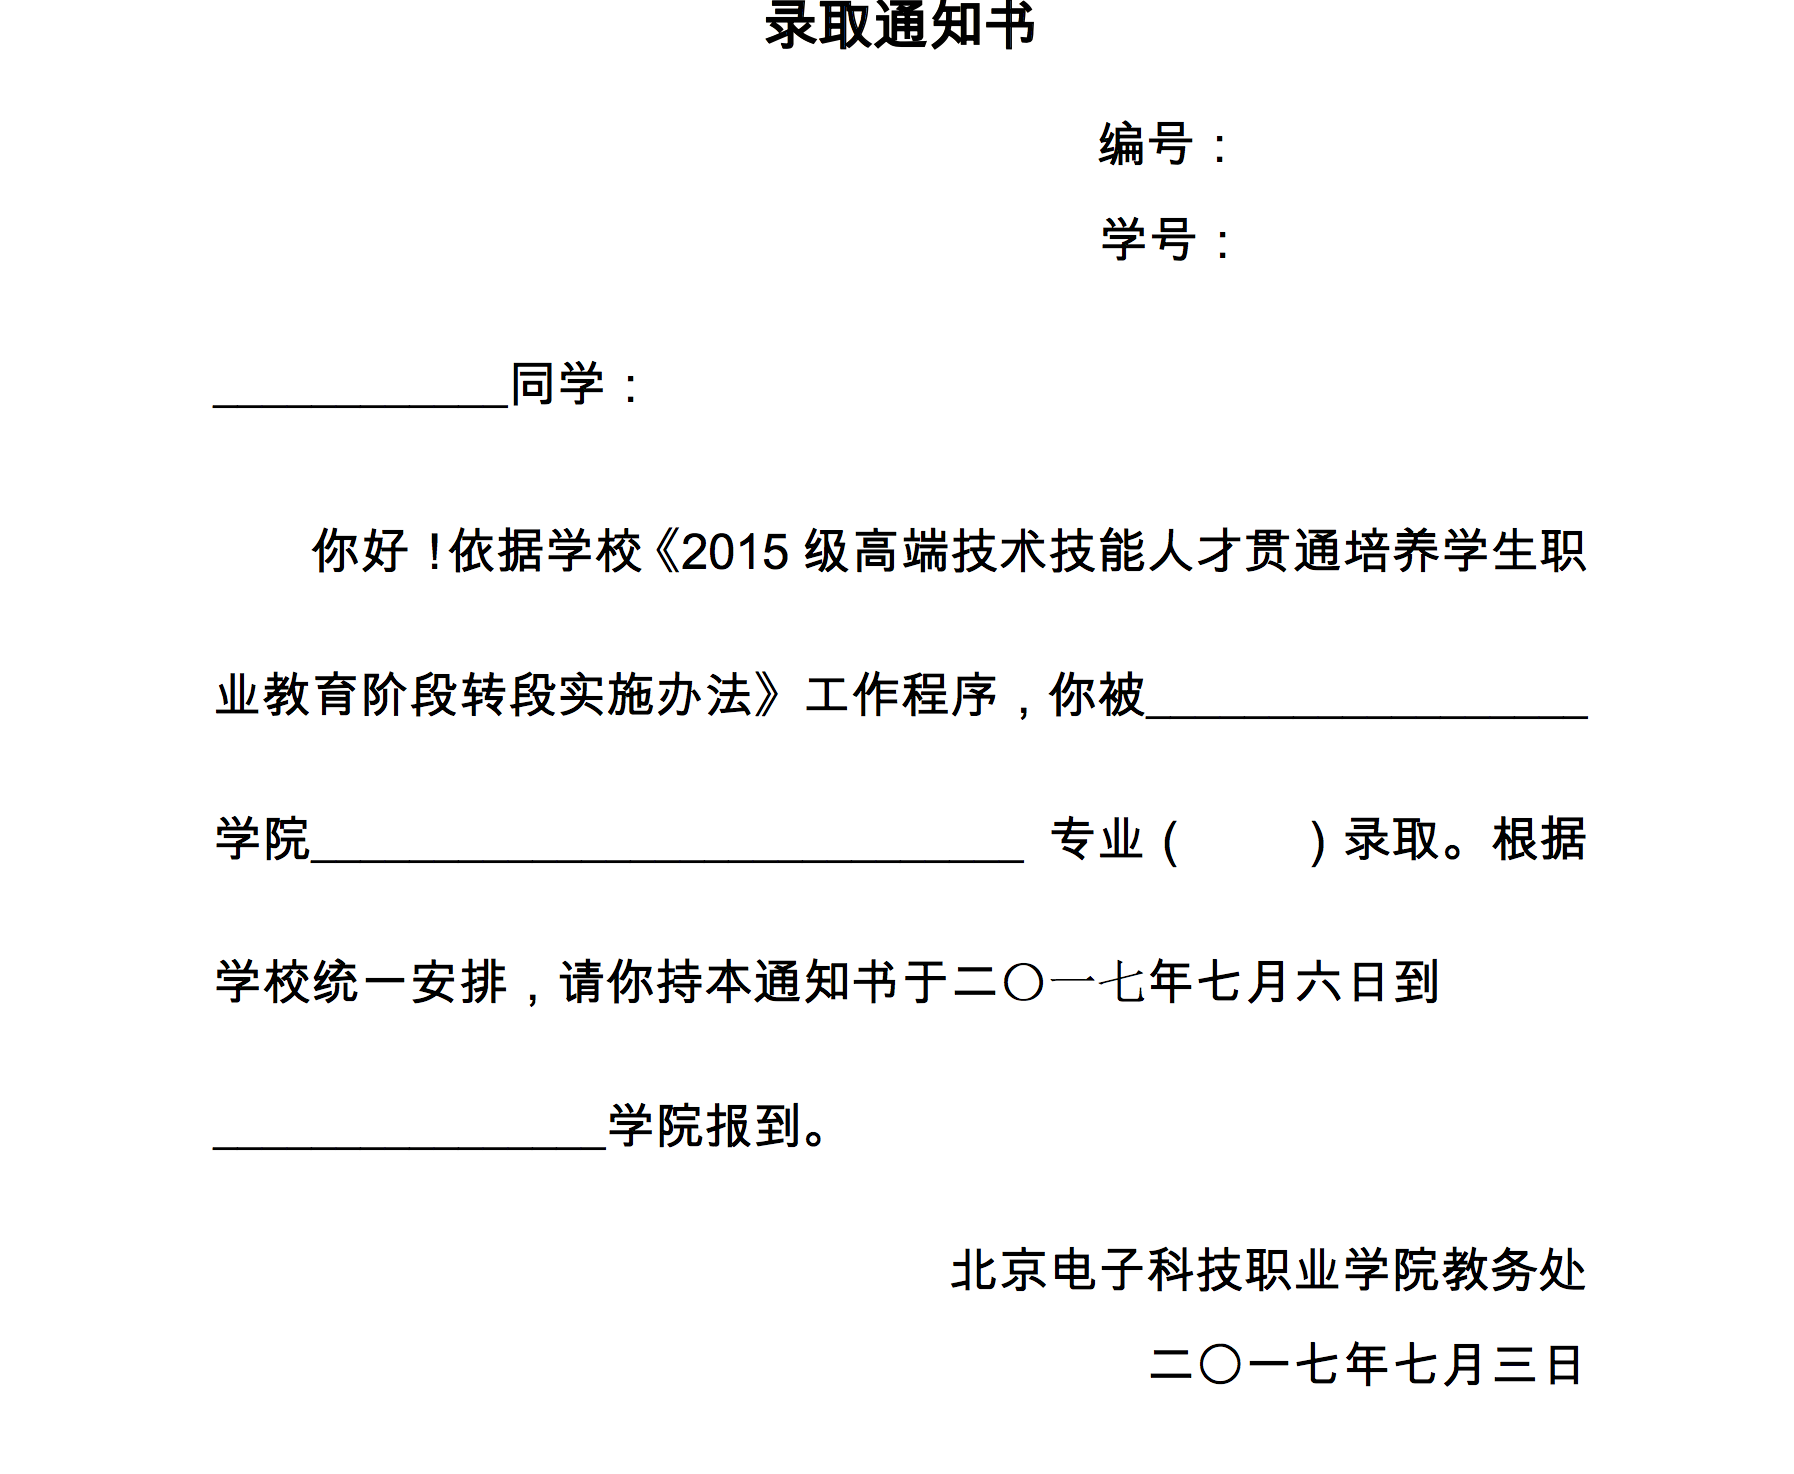 录取通知书
编号：
学号：
____________同学：
你好！依据学校《2015 级高端技术技能人才贯通培养学生职
业教育阶段转段实施办法》工作程序，你被__________________
学院_____________________________ 专业（　　）录取。根据
学校统一安排，请你持本通知书于二〇一七年七月六日到
________________学院报到。
北京电子科技职业学院教务处
二〇一七年七月三日